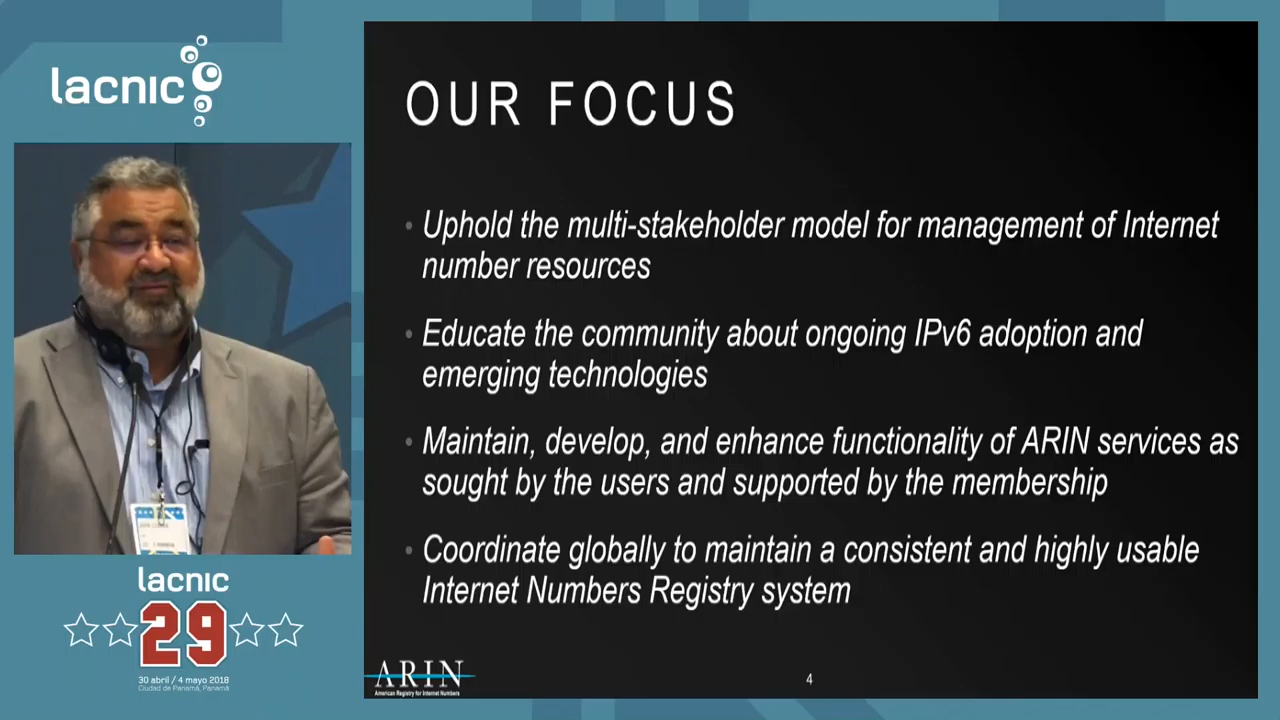 lacnic
OUR FOCUS
• Uphold the multi-stakeholder model for management of Internet
number resources
• Educate the community about ongoing IPv6 adoption and
emerging technologies
• Maintain, develop, and enhance functionality of ARIN services as
sought by the users and supported by the membership
• Coordinate globally to maintain a consistent and highly usable
Internet Numbers Registry system
lacnic
29
30 abril / 4 mayo 2018
Ciudad de Panamá, Panamá
ARIN
American Registry for Internet Numbers
4